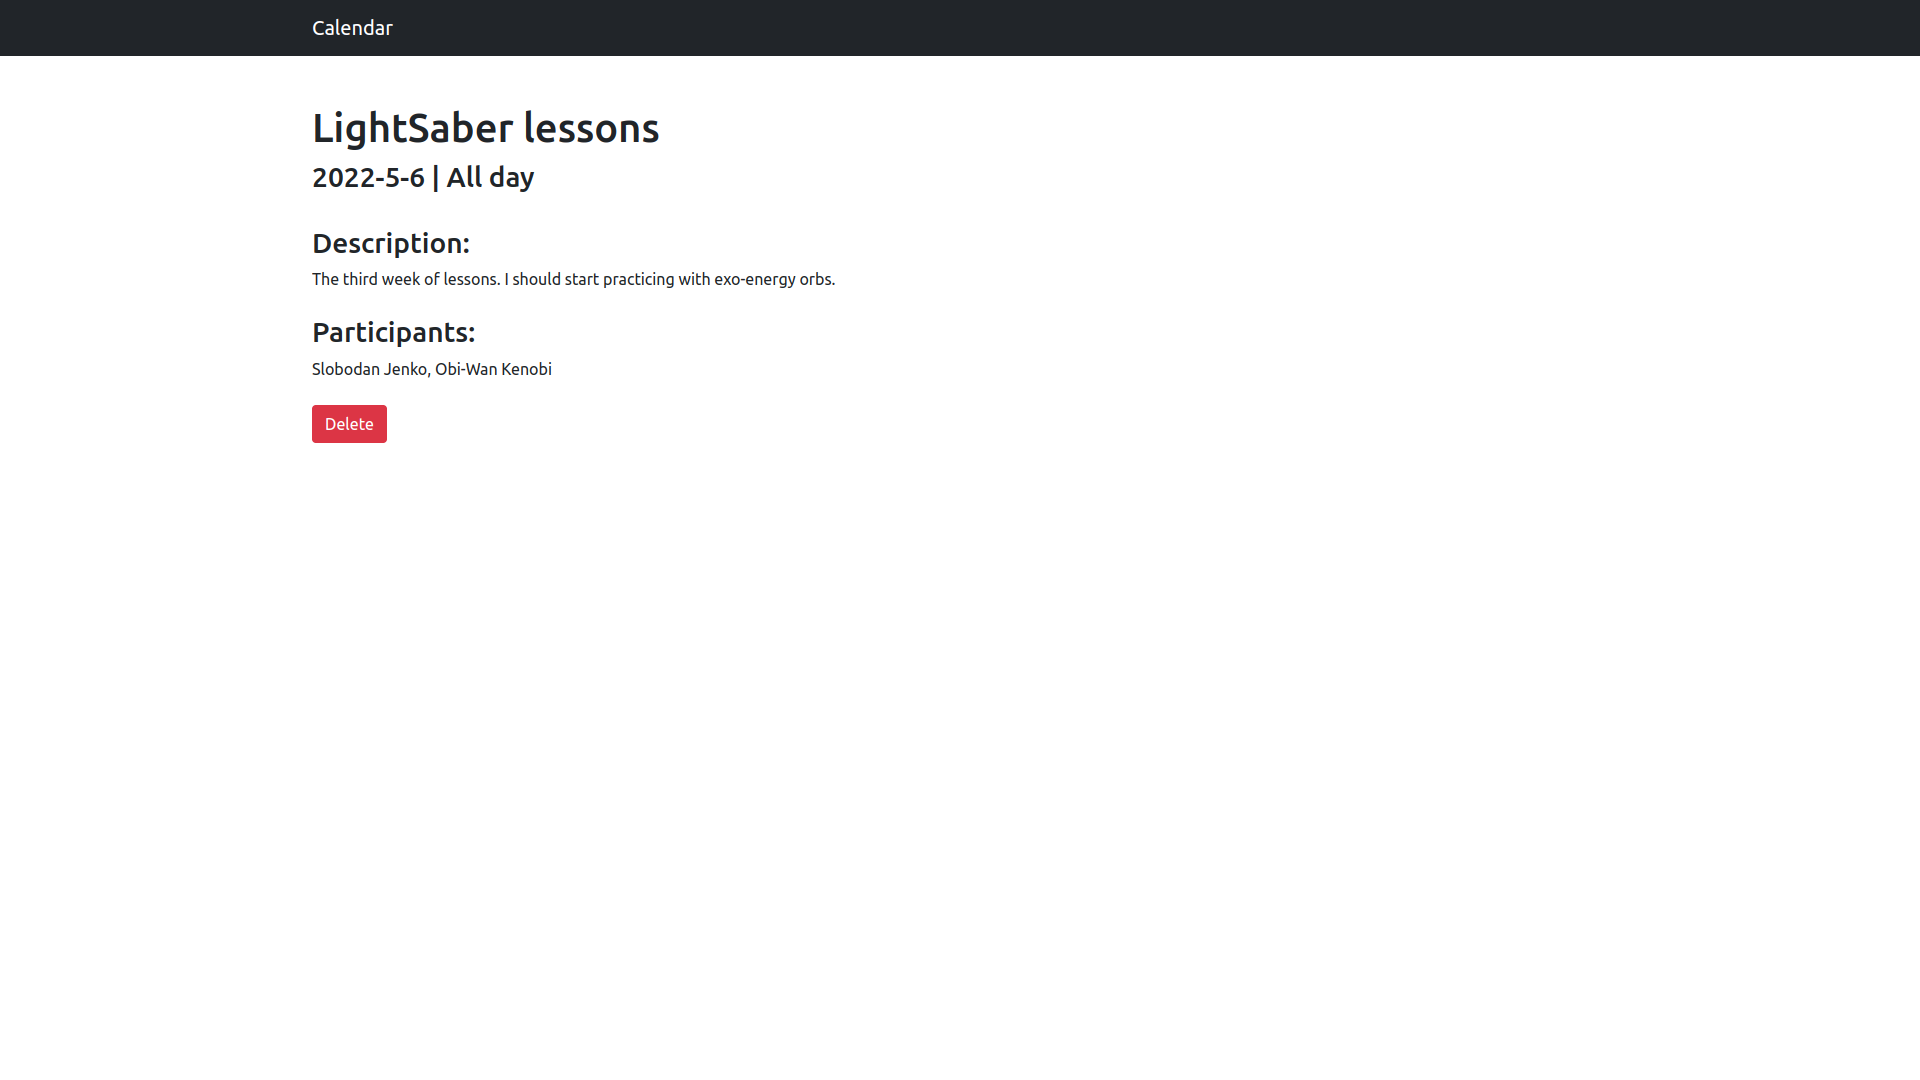 Calendar
LightSaber lessons
2022-5-6 | All day
Description:
The third week of lessons. I should start practicing with exo-energy orbs.
Participants:
Slobodan Jenko, Obi-Wan Kenobi
Delete